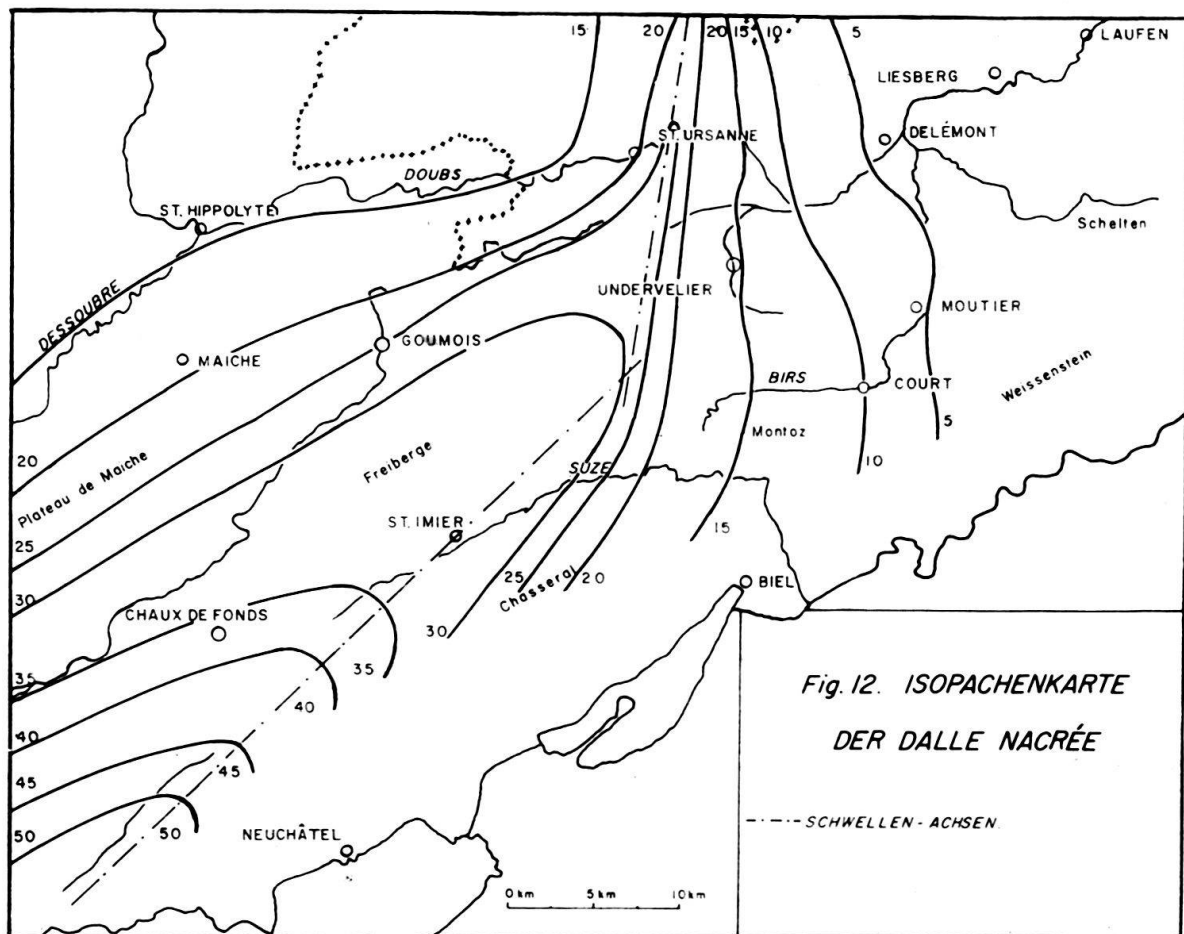 15
20
20 15 10
5
LAUFEN
LIESBERG
ST. URSANNE
DELÉMONT
DOUBS
ST. HIPPOLYTE
Schelten
UNDERVELIER
DESSOUBRE
MOUTIER
GOUMOIS
MAICHE
BIRS
COURT
Weissenstein
5
Montoz
20
Plateau de Maiche
Freiberge
SUZE
10
ST. IMIER
15
25
25
20
Chasseral
BIEL
30
CHAUX DE FONDS
30
35
35
40
40
45
45
50
50
NEUCHÂTEL
0 km 5 km 10 km
Fig. 12. ISOPACHENKARTE
DER DALLE NACRÉE
SCHWELLEN - ACHSEN.